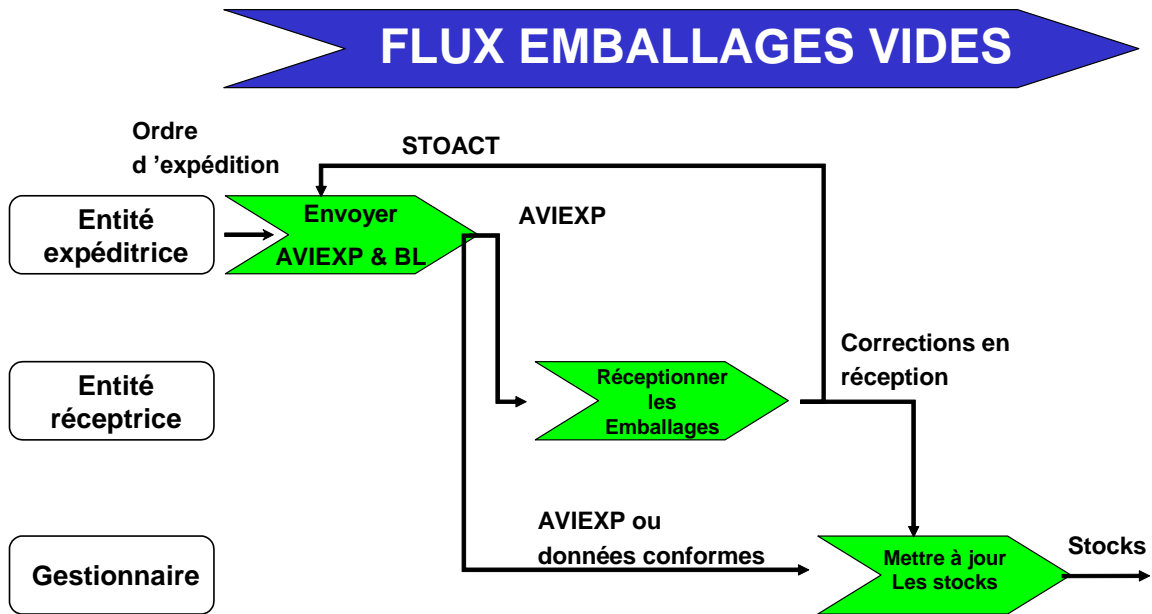 FLUX EMBALLAGES VIDES
Ordre
d ’expédition
STOACT
Entité
expéditrice
Envoyer
AVIEXP & BL
AVIEXP
Entité
réceptrice
Réceptionner
les
Emballages
Corrections en
réception
Gestionnaire
AVIEXP ou
données conformes
Mettre à jour
Les stocks
Stocks